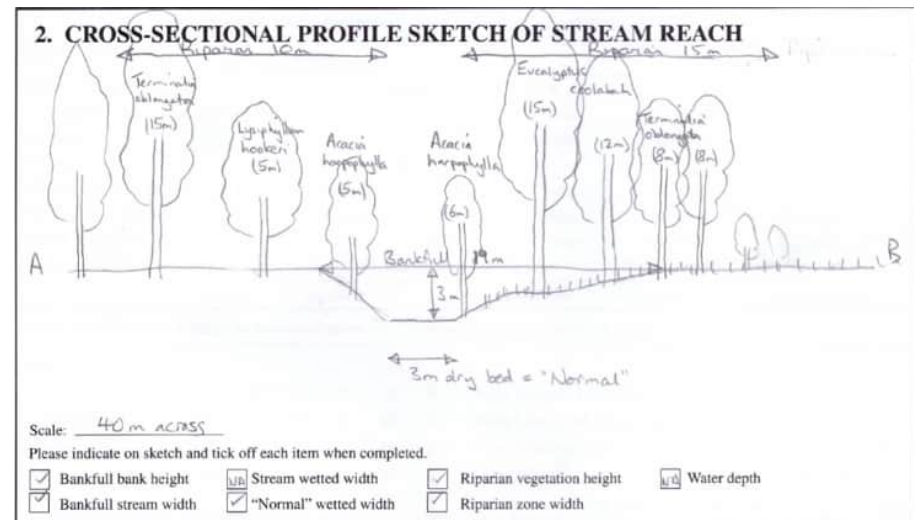 2. CROSS-SECTIONAL PROFILE SKETCH OF STREAM REACH
Riparian 10m
Riparian 15m
Terminalia
oblongata
(15m)
Lysiphyllum
hookeri
(5m)
Acacia
harpophylla
(5m)
Acacia
harpophylla
(6m)
Eucalyptus
coolabah
(15m)
(12m)
Terminalia
oblongata
(8m)
(8m)
A
Bankfull 19m
B
3m
3m dry bed = "Normal"
Scale: 40 m across
Please indicate on sketch and tick off each item when completed.
Bankfull bank height
N/A Stream wetted width
Riparian vegetation height
N/A Water depth
Bankfull stream width
"Normal" wetted width
Riparian zone width